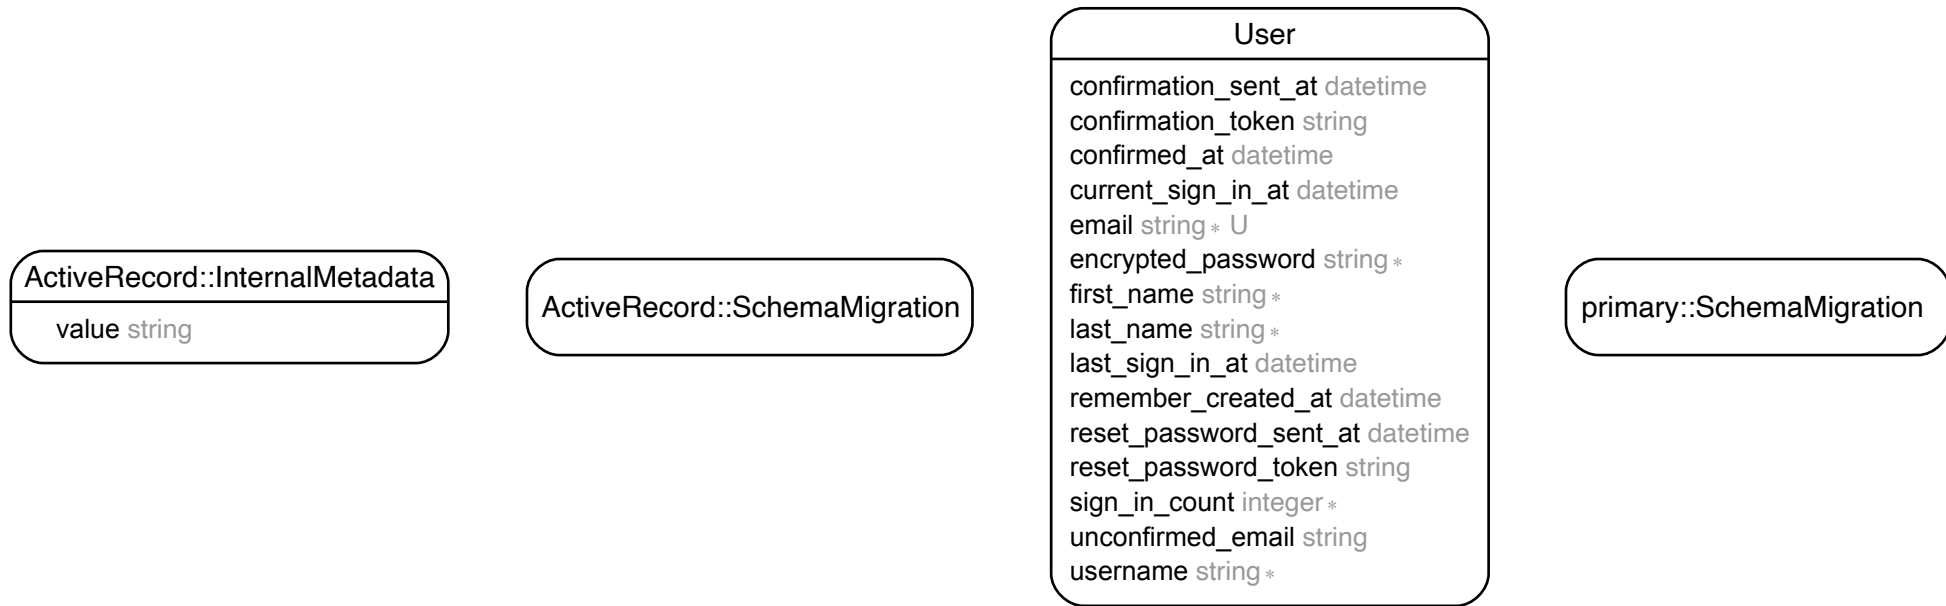 ActiveRecord::InternalMetadata
value string
ActiveRecord::SchemaMigration
User
confirmation_sent_at datetime
confirmation_token string
confirmed_at datetime
current_sign_in_at datetime
email string * U
encrypted_password string *
first_name string *
last_name string *
last_sign_in_at datetime
remember_created_at datetime
reset_password_sent_at datetime
reset_password_token string
sign_in_count integer *
unconfirmed_email string
username string *
primary::SchemaMigration